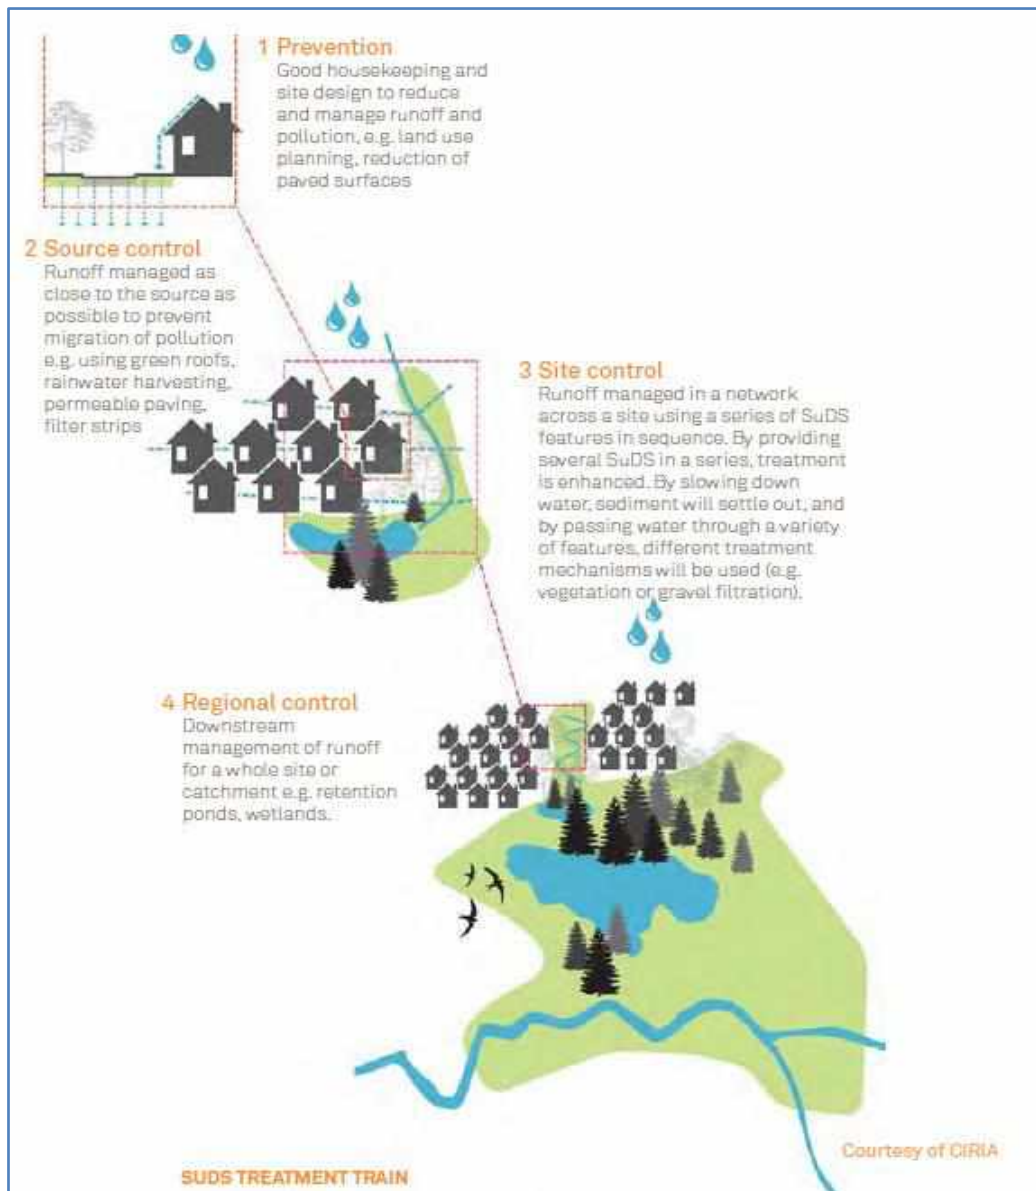 1 Prevention
Good housekeeping and
site design to reduce
and manage runoff and
pollution, e.g. land use
planning, reduction of
paved surfaces
2 Source control
Runoff managed as
close to the source as
possible to prevent
migration of pollution
e.g. using green roofs,
rainwater harvesting,
permeable paving,
filter strips
3 Site control
Runoff managed in a network
across a site using a series of SuDS
features in sequence. By providing
several SuDS in a series, treatment
is enhanced. By slowing down
water, sediment will settle out, and
by passing water through a variety
of features, different treatment
mechanisms will be used (e.g.
vegetation or gravel filtration).
4 Regional control
Downstream
management of runoff
for a whole site or
catchment e.g. retention
ponds, wetlands.
Courtesy of CIRIA
SUDS TREATMENT TRAIN